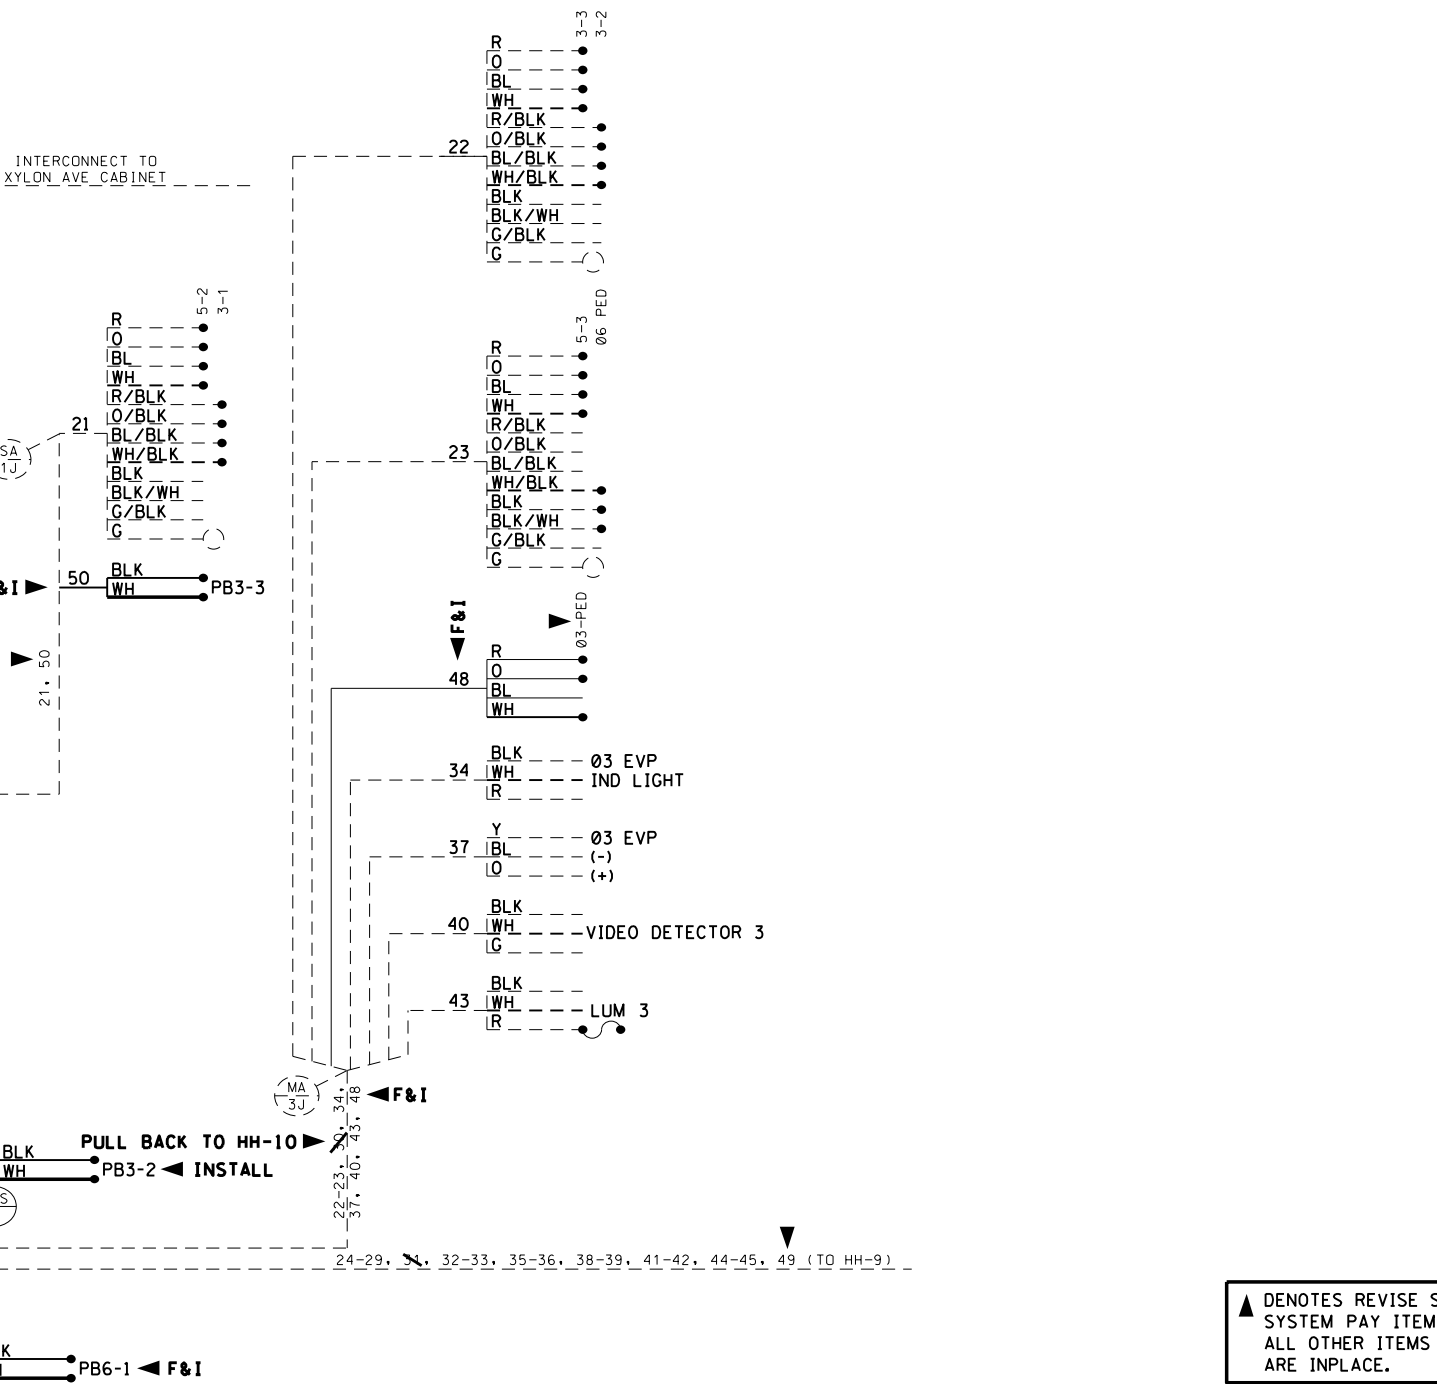 3-3
3-2
R
O
BL
WH
R/BLK
O/BLK
22
BL/BLK
WH/BLK
BLK
BLK/WH
G/BLK
G
INTERCONNECT TO
XYLON AVE CABINET
5-2
3-1
R
O
BL
WH
R/BLK
O/BLK
21
BL/BLK
WH/BLK
BLK
BLK/WH
G/BLK
G
SA
1J
5-3
06 PED
R
O
BL
WH
R/BLK
O/BLK
23
BL/BLK
WH/BLK
BLK
BLK/WH
G/BLK
G
&I
50
BLK
WH
PB3-3
21, 50
F&I
03-PED
48
R
O
BL
WH
34
BLK
WH
R
03 EVP
IND LIGHT
37
Y
BL
O
03 EVP
(-)
(+)
40
BLK
WH
G
VIDEO DETECTOR 3
43
BLK
WH
R
LUM 3
MA
3J
F&I
22-23, 30, 34,
37, 40, 43, 48
PULL BACK TO HH-10
BLK
WH
PB3-2
INSTALL
S
24-29, 31, 32-33, 35-36, 38-39, 41-42, 44-45, 49 (TO HH-9)
K
PB6-1
F&I
DENOTES REVISE S
SYSTEM PAY ITEM
ALL OTHER ITEMS
ARE INPLACE.